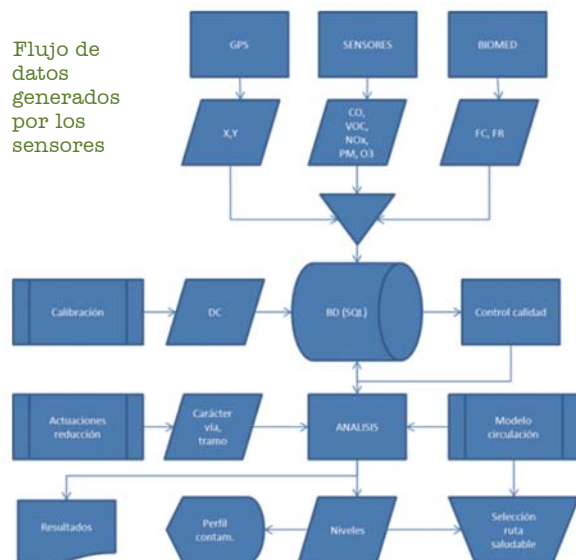 Flujo de
datos
generados
por los
sensores
GPS
SENSORES
BIOMED
X,Y
CO,
VOC,
NOx,
PM, O3
FC, FR
Calibración
DC
BD (SQL)
Control calidad
Actuaciones
reducción
Carácter
vía,
tramo
ANALISIS
Modelo
circulación
Resultados
Perfil
contam.
Niveles
Selección
ruta
saludable